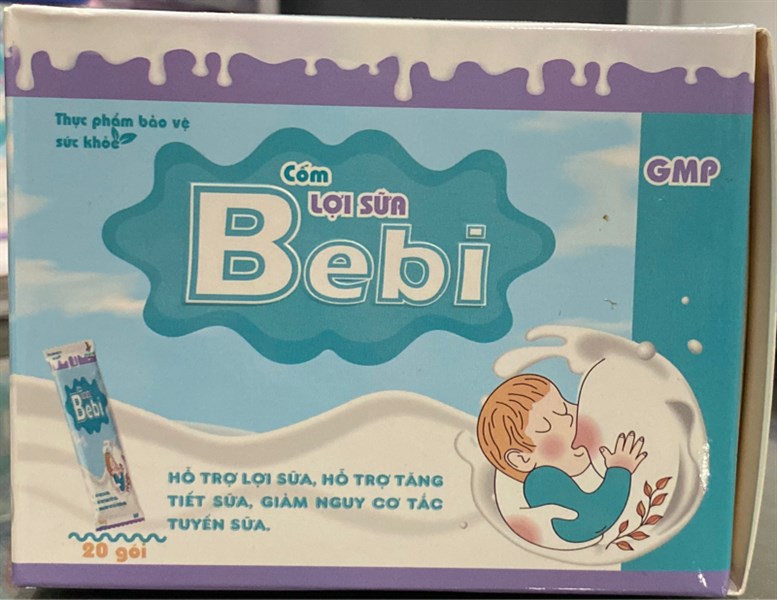 Thực phẩm bảo vệ
sức khỏe
Cốm
LỢI SỮA
Bebi
GMP
Bebi
HỖ TRỢ LỢI SỮA, HỖ TRỢ TĂNG
TIẾT SỮA, GIẢM NGUY CƠ TẮC
TUYẾN SỮA.
20 gói